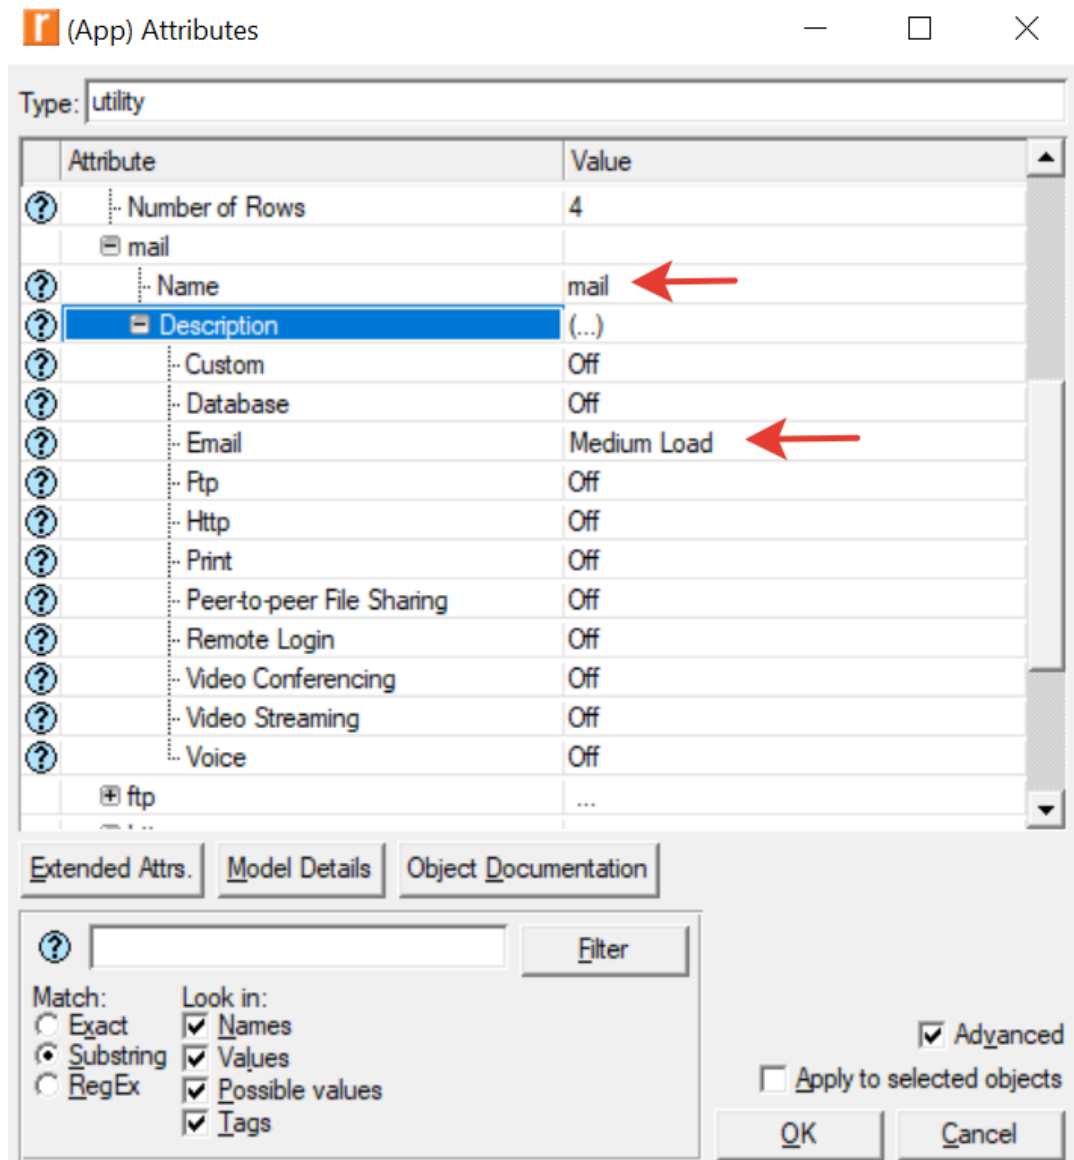 r (App) Attributes
Type: utility
Attribute Value
? Number of Rows 4
mail
? Name mail
? Description (...)
? Custom Off
? Database Off
? Email Medium Load
? Ftp Off
? Http Off
? Print Off
? Peer-to-peer File Sharing Off
? Remote Login Off
? Video Conferencing Off
? Video Streaming Off
? Voice Off
ftp ...
Extended Attrs. Model Details Object Documentation
? Filter
Match: Look in:
Exact Names
Substring Values
RegEx Possible values
Tags
Advanced
Apply to selected objects
OK Cancel